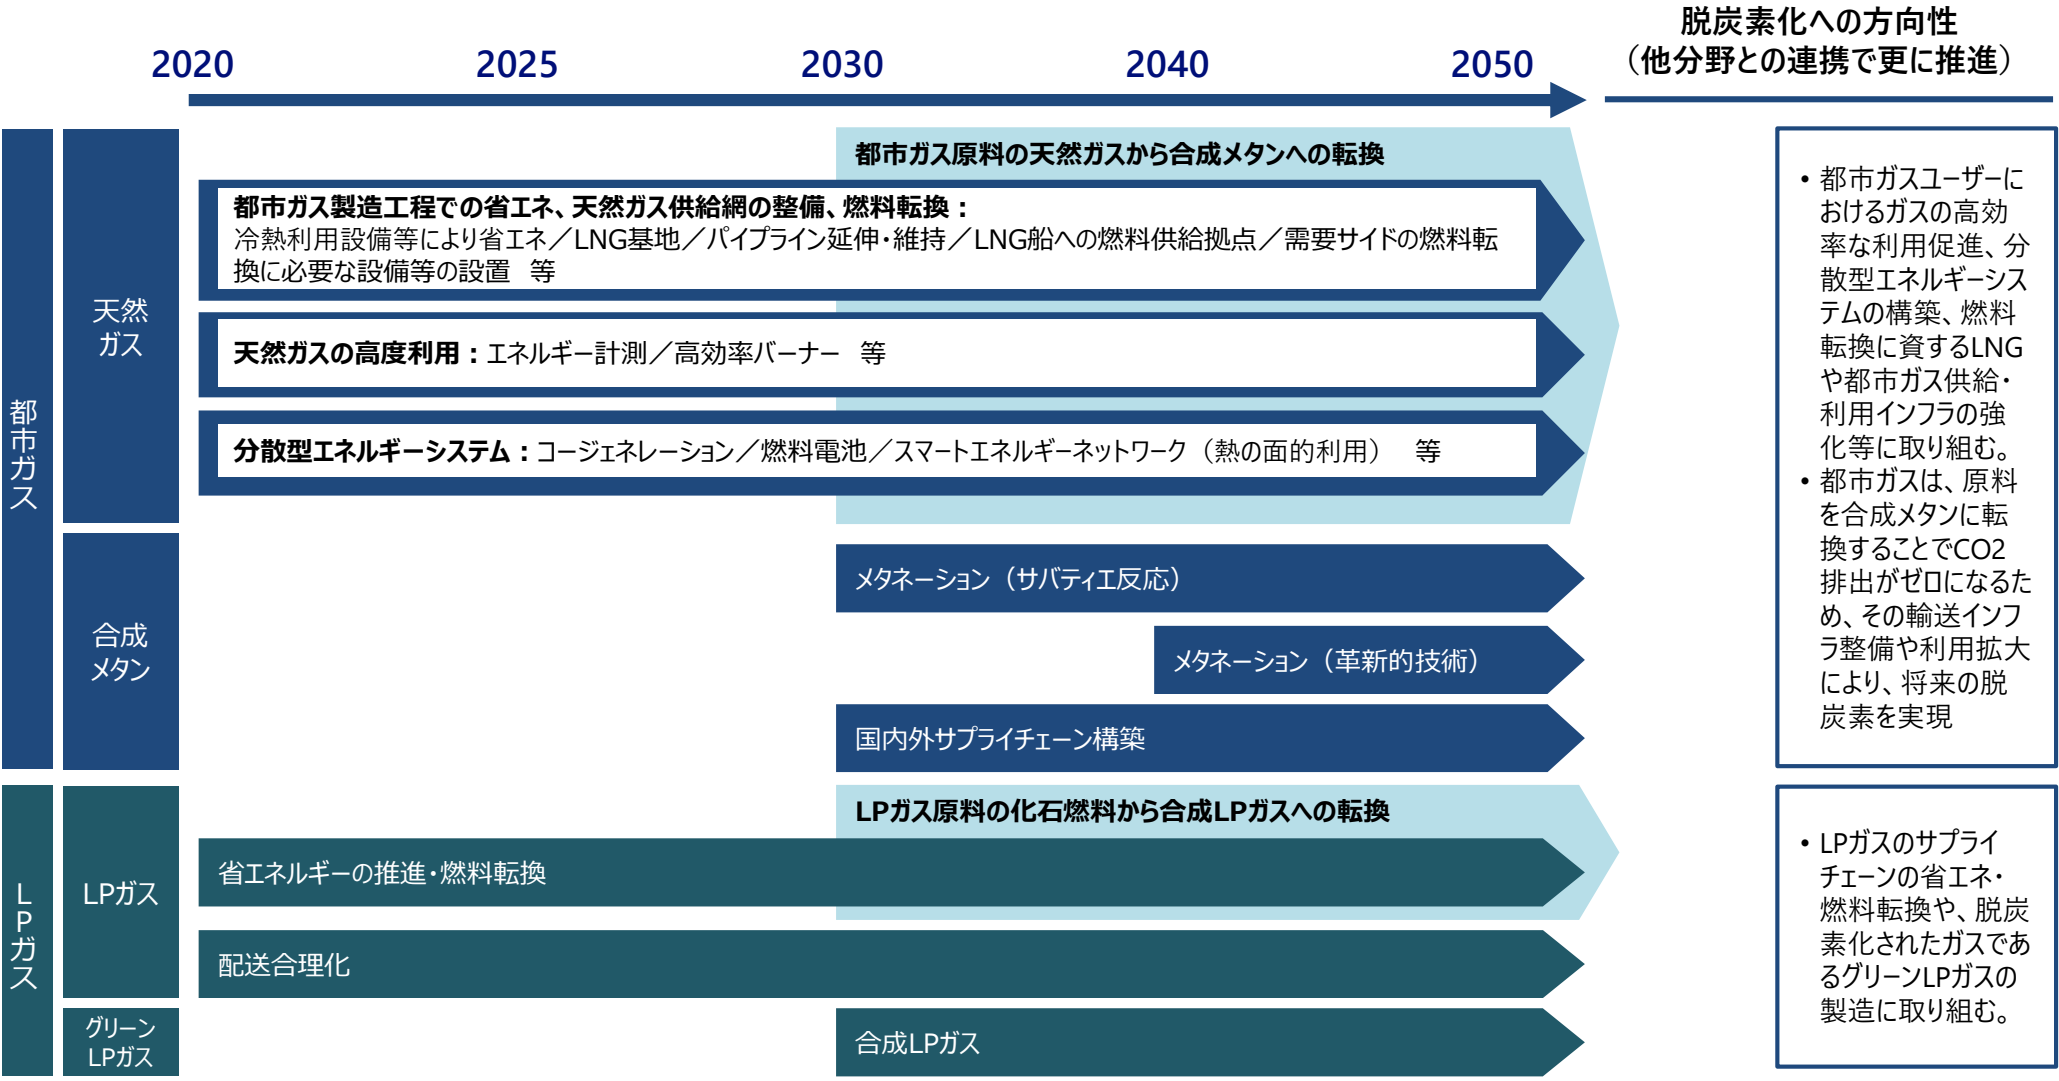 脱炭素化への方向性
（他分野との連携で更に推進）
2020
2025
2030
2040
2050
都市ガス
天然
ガス
都市ガス原料の天然ガスから合成メタンへの転換
都市ガス製造工程での省エネ、天然ガス供給網の整備、燃料転換：
冷熱利用設備等により省エネ／LNG基地／パイプライン延伸・維持／LNG船への燃料供給拠点／需要サイドの燃料転
換に必要な設備等の設置　等
天然ガスの高度利用：エネルギー計測／高効率バーナー　等
分散型エネルギーシステム：コージェネレーション／燃料電池／スマートエネルギーネットワーク（熱の面的利用）　等
合成
メタン
メタネーション（サバティエ反応）
メタネーション（革新的技術）
国内外サプライチェーン構築
• 都市ガスユーザーに
おけるガスの高効
率な利用促進、分
散型エネルギーシス
テムの構築、燃料
転換に資するLNG
や都市ガス供給・
利用インフラの強
化等に取り組む。
• 都市ガスは、原料
を合成メタンに転
換することでCO2
排出がゼロになるた
め、その輸送インフ
ラ整備や利用拡大
により、将来の脱
炭素を実現
LPガス
LPガス
LPガス原料の化石燃料から合成LPガスへの転換
省エネルギーの推進・燃料転換
配送合理化
グリーン
LPガス
合成LPガス
• LPガスのサプライ
チェーンの省エネ・
燃料転換や、脱炭
素化されたガスであ
るグリーンLPガスの
製造に取り組む。